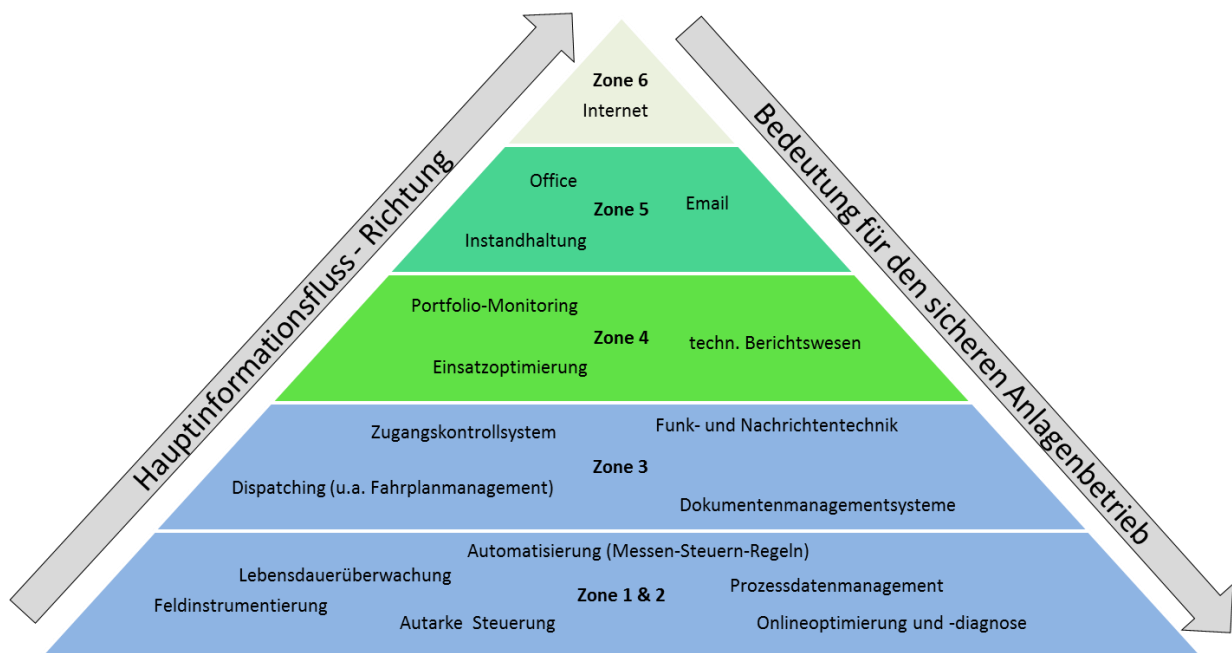 Hauptinformationsfluss - Richtung
Bedeutung für den sicheren Anlagenbetrieb
Zone 6
Internet
Office
Zone 5
Email
Instandhaltung
Portfolio-Monitoring
Zone 4
techn. Berichtswesen
Einsatzoptimierung
Zugangskontrollsystem
Funk- und Nachrichtentechnik
Zone 3
Dispatching (u.a. Fahrplanmanagement)
Dokumentenmanagementsysteme
Automatisierung (Messen-Steuern-Regeln)
Lebensdauerüberwachung
Zone 1 & 2
Prozessdatenmanagement
Feldinstrumentierung
Autarke Steuerung
Onlineoptimierung und -diagnose